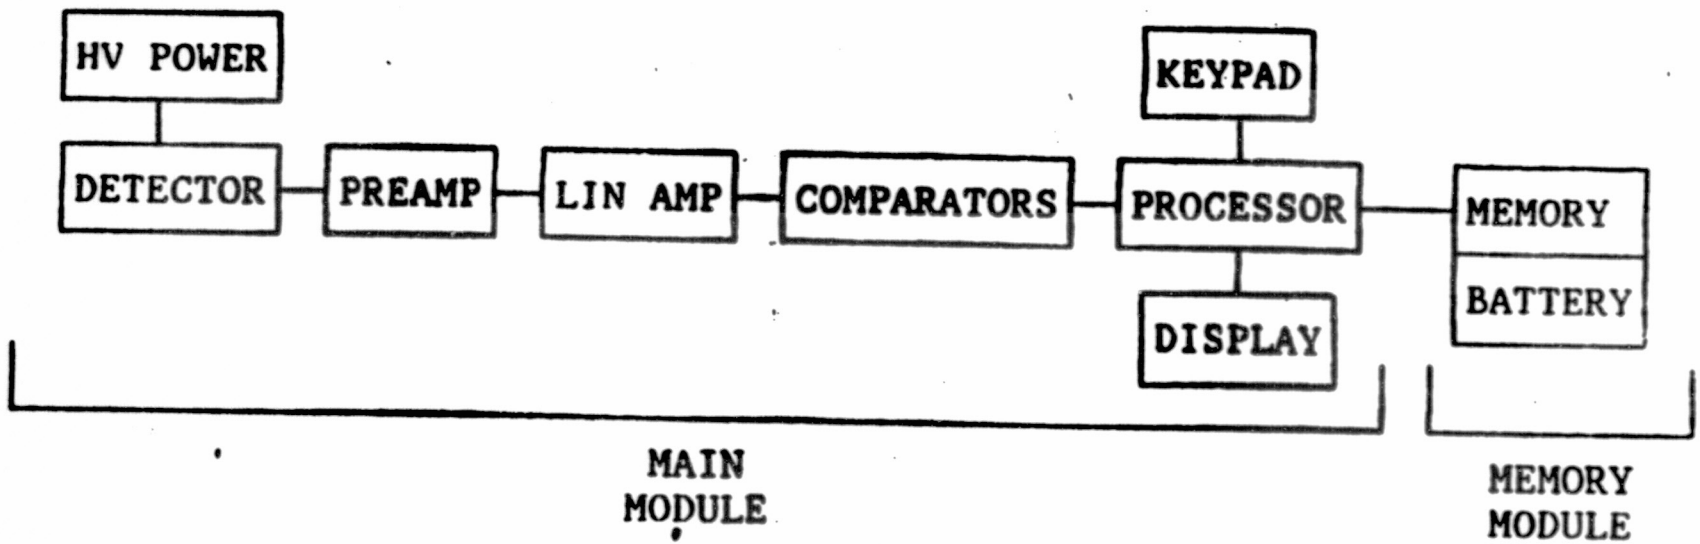 HV POWER
KEYPAD
DETECTOR
PREAMP
LIN AMP
COMPARATORS
PROCESSOR
MEMORY
BATTERY
DISPLAY
MAIN
MODULE
MEMORY
MODULE